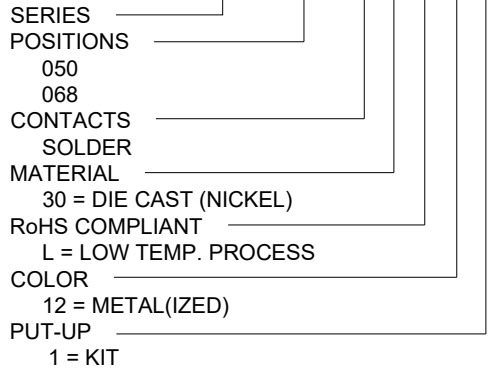 SERIES
POSITIONS
050
068
CONTACTS
SOLDER
MATERIAL
30 = DIE CAST (NICKEL)
RoHS COMPLIANT
L = LOW TEMP. PROCESS
COLOR
12 = METAL(IZED)
PUT-UP
1 = KIT